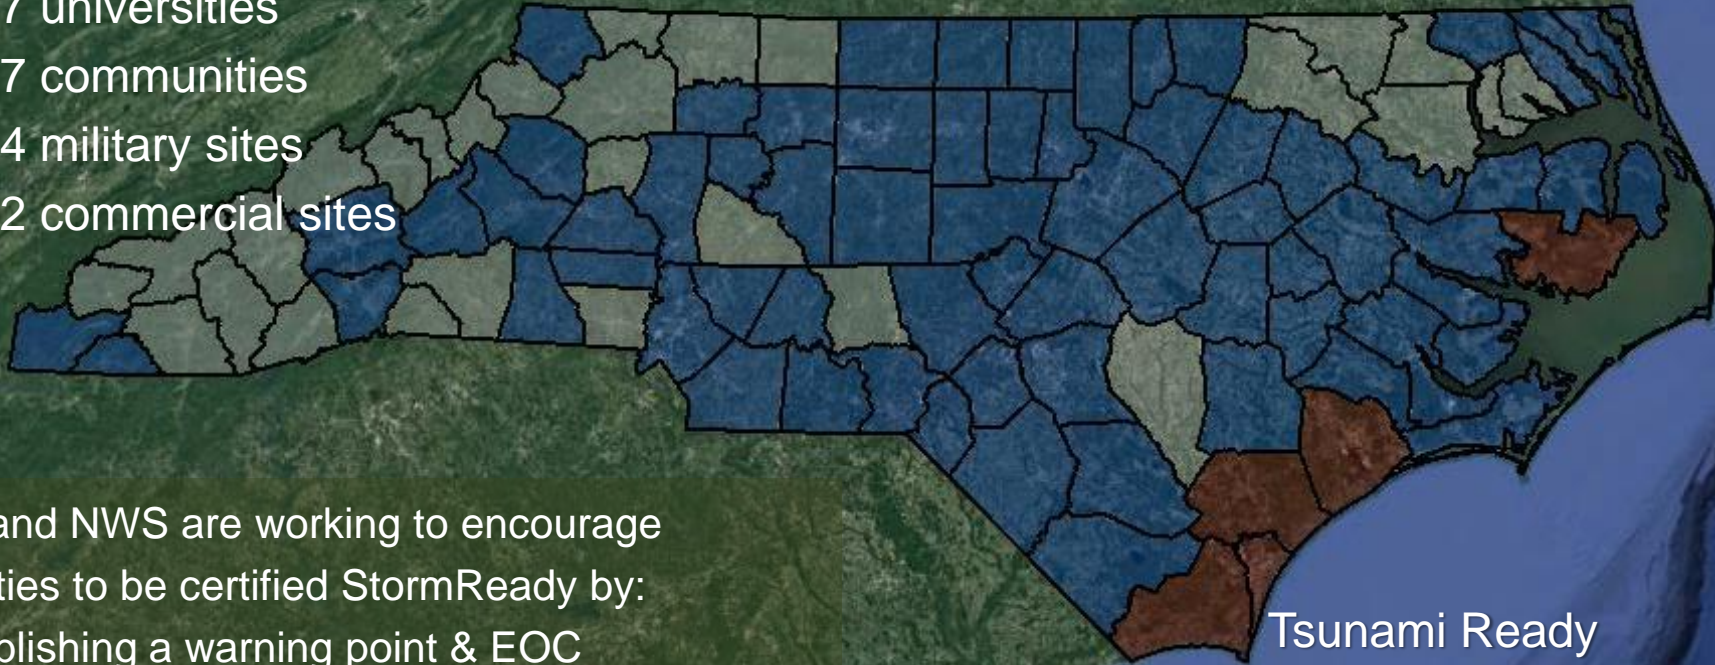 7 universities
7 communities
4 military sites
2 commercial sites
and NWS are working to encourage
ties to be certified StormReady by:
blishing a warning point & EOC
Tsunami Ready